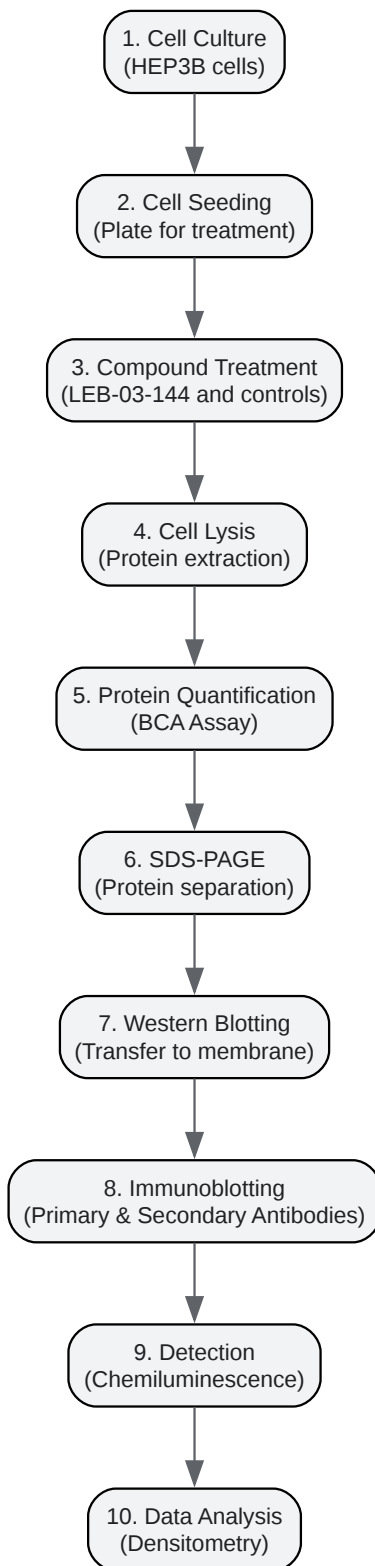 1. Cell Culture
(HEP3B cells)
2. Cell Seeding
(Plate for treatment)
3. Compound Treatment
(LEB-03-144 and controls)
4. Cell Lysis
(Protein extraction)
5. Protein Quantification
(BCA Assay)
6. SDS-PAGE
(Protein separation)
7. Western Blotting
(Transfer to membrane)
8. Immunoblotting
(Primary & Secondary Antibodies)
9. Detection
(Chemiluminescence)
10. Data Analysis
(Densitometry)